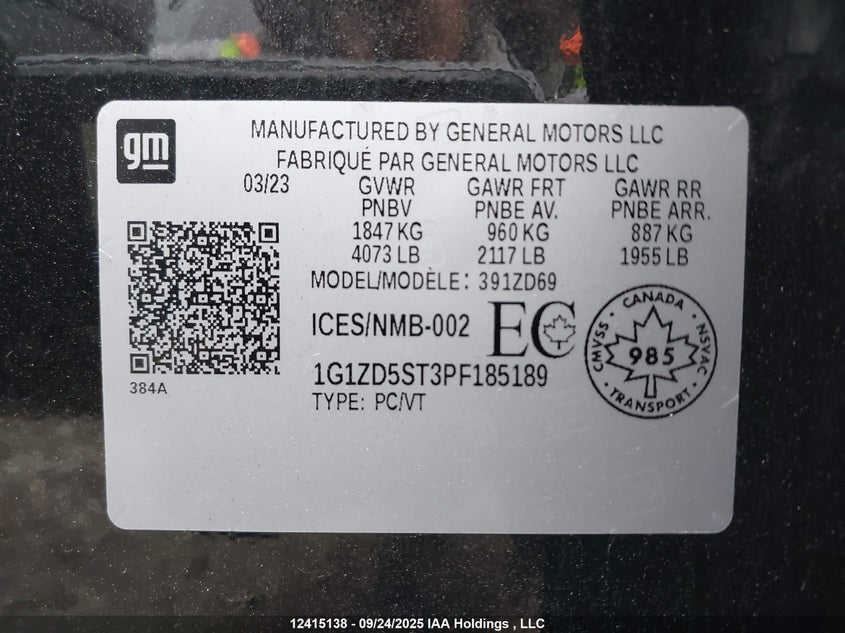 gm
MANUFACTURED BY GENERAL MOTORS LLC
FABRIQUÉ PAR GENERAL MOTORS LLC
03/23 GVWR GAWR FRT GAWR RR
PNBV PNBE AV. PNBE ARR.
1847 KG 960 KG 887 KG
4073 LB 2117 LB 1955 LB
MODEL/MODÈLE: 391ZD69
ICES/NMB-002 EC
CANADA
CMVSS 985 NSVAC
TRANSPORT
384A
1G1ZD5ST3PF185189
TYPE: PC/VT
12415138 - 09/24/2025 IAA Holdings , LLC